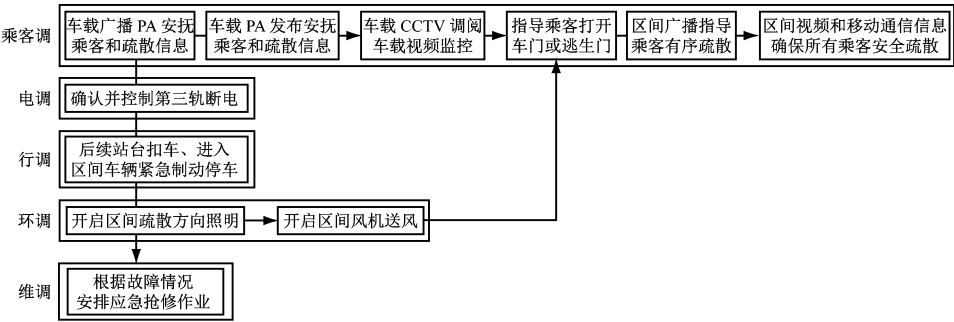 乘客调
车载广播 PA 安抚
乘客和疏散信息
车载 PA 发布安抚
乘客和疏散信息
车载 CCTV 调阅
车载视频监控
指导乘客打开
车门或逃生门
区间广播指导
乘客有序疏散
区间视频和移动通信信息
确保所有乘客安全疏散
电调
确认并控制第三轨断电
行调
后续站台扣车、进入
区间车辆紧急制动停车
环调
开启区间疏散方向照明
开启区间风机送风
维调
根据故障情况
安排应急抢修作业